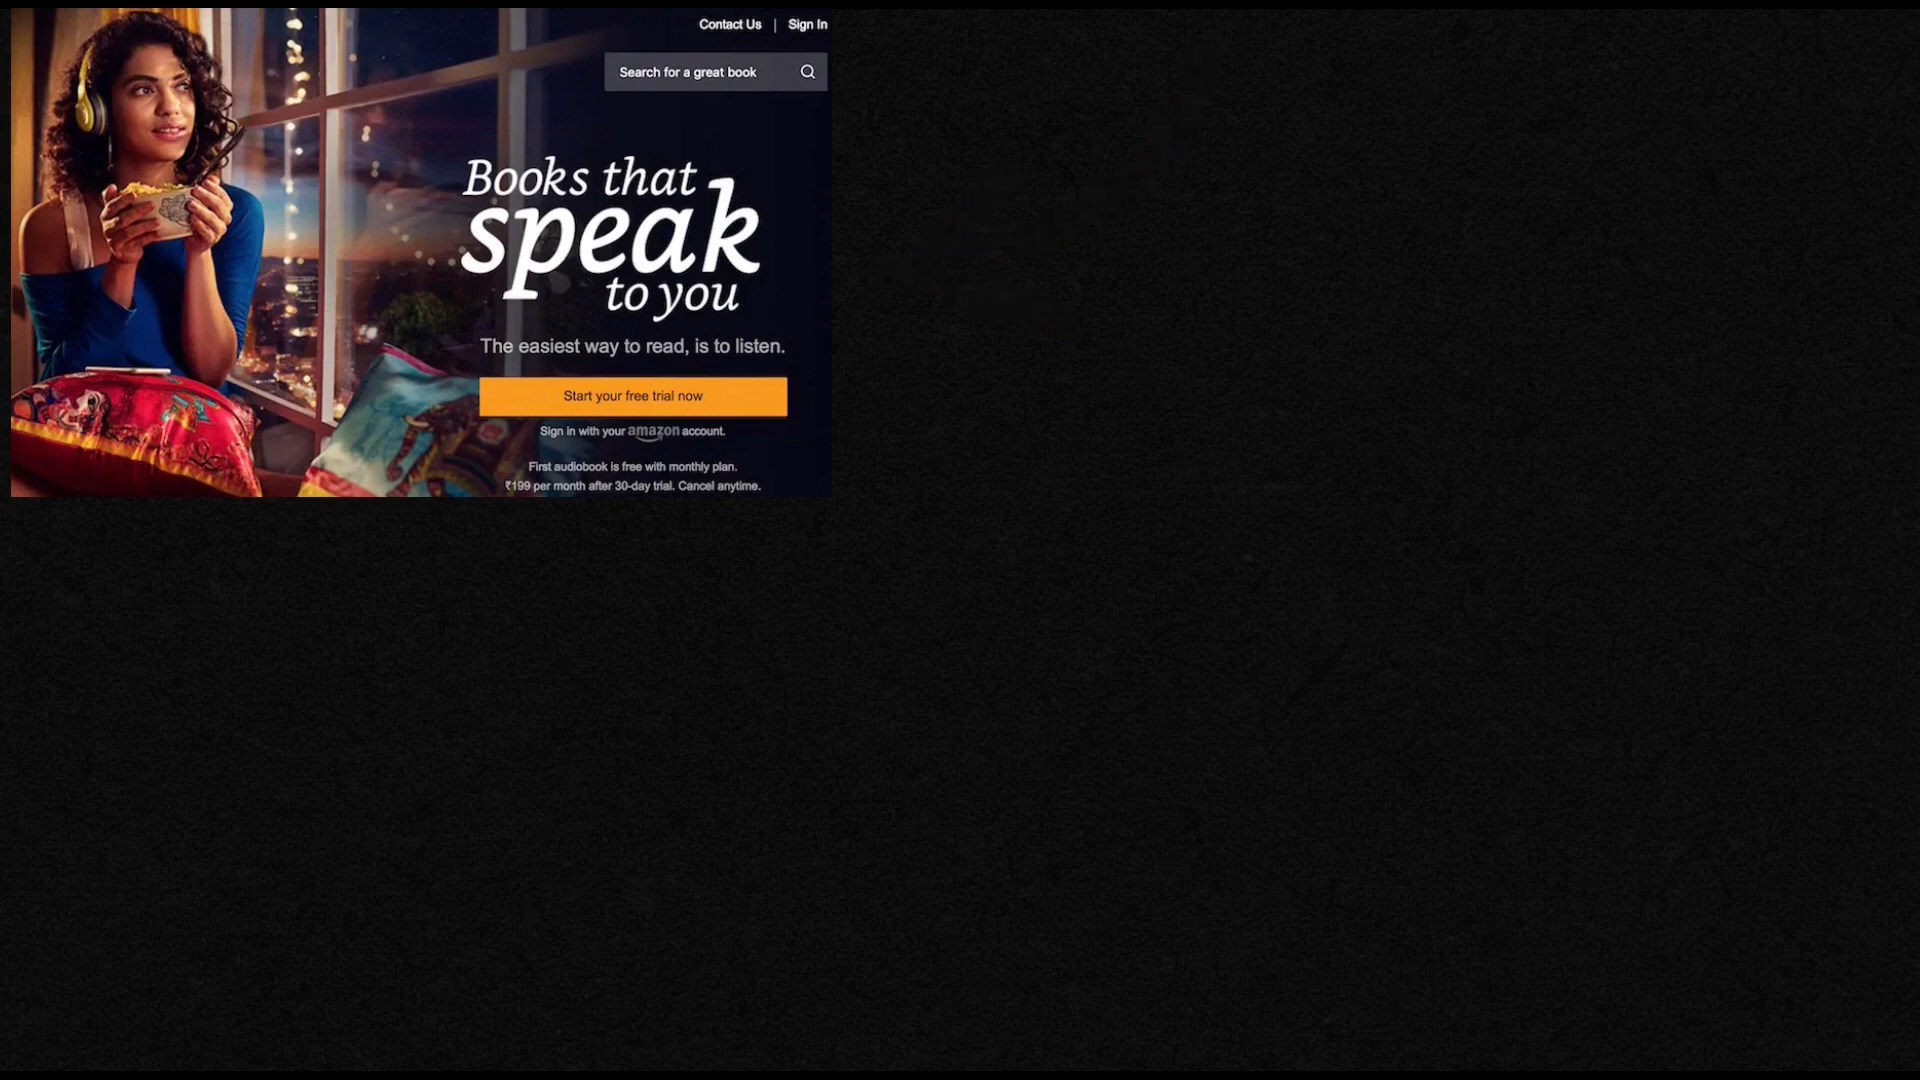 Contact Us | Sign In
Search for a great book
Books that
speak
to you
The easiest way to read, is to listen.
Start your free trial now
Sign in with your amazon account.
First audiobook is free with monthly plan.
₹199 per month after 30-day trial. Cancel anytime.